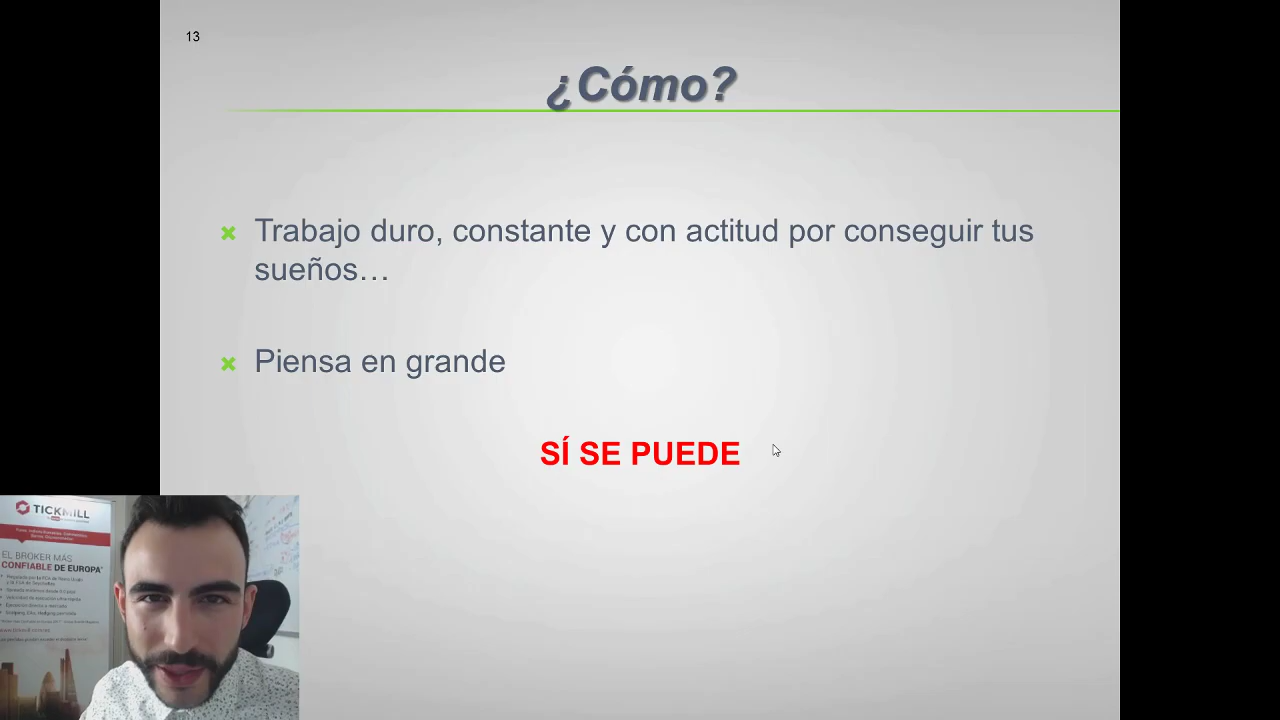 13
¿Cómo?
Trabajo duro, constante y con actitud por conseguir tus
sueños…
Piensa en grande
SÍ SE PUEDE
TICKMILL
EL BROKER MÁS
CONFIABLE DE EUROPA*